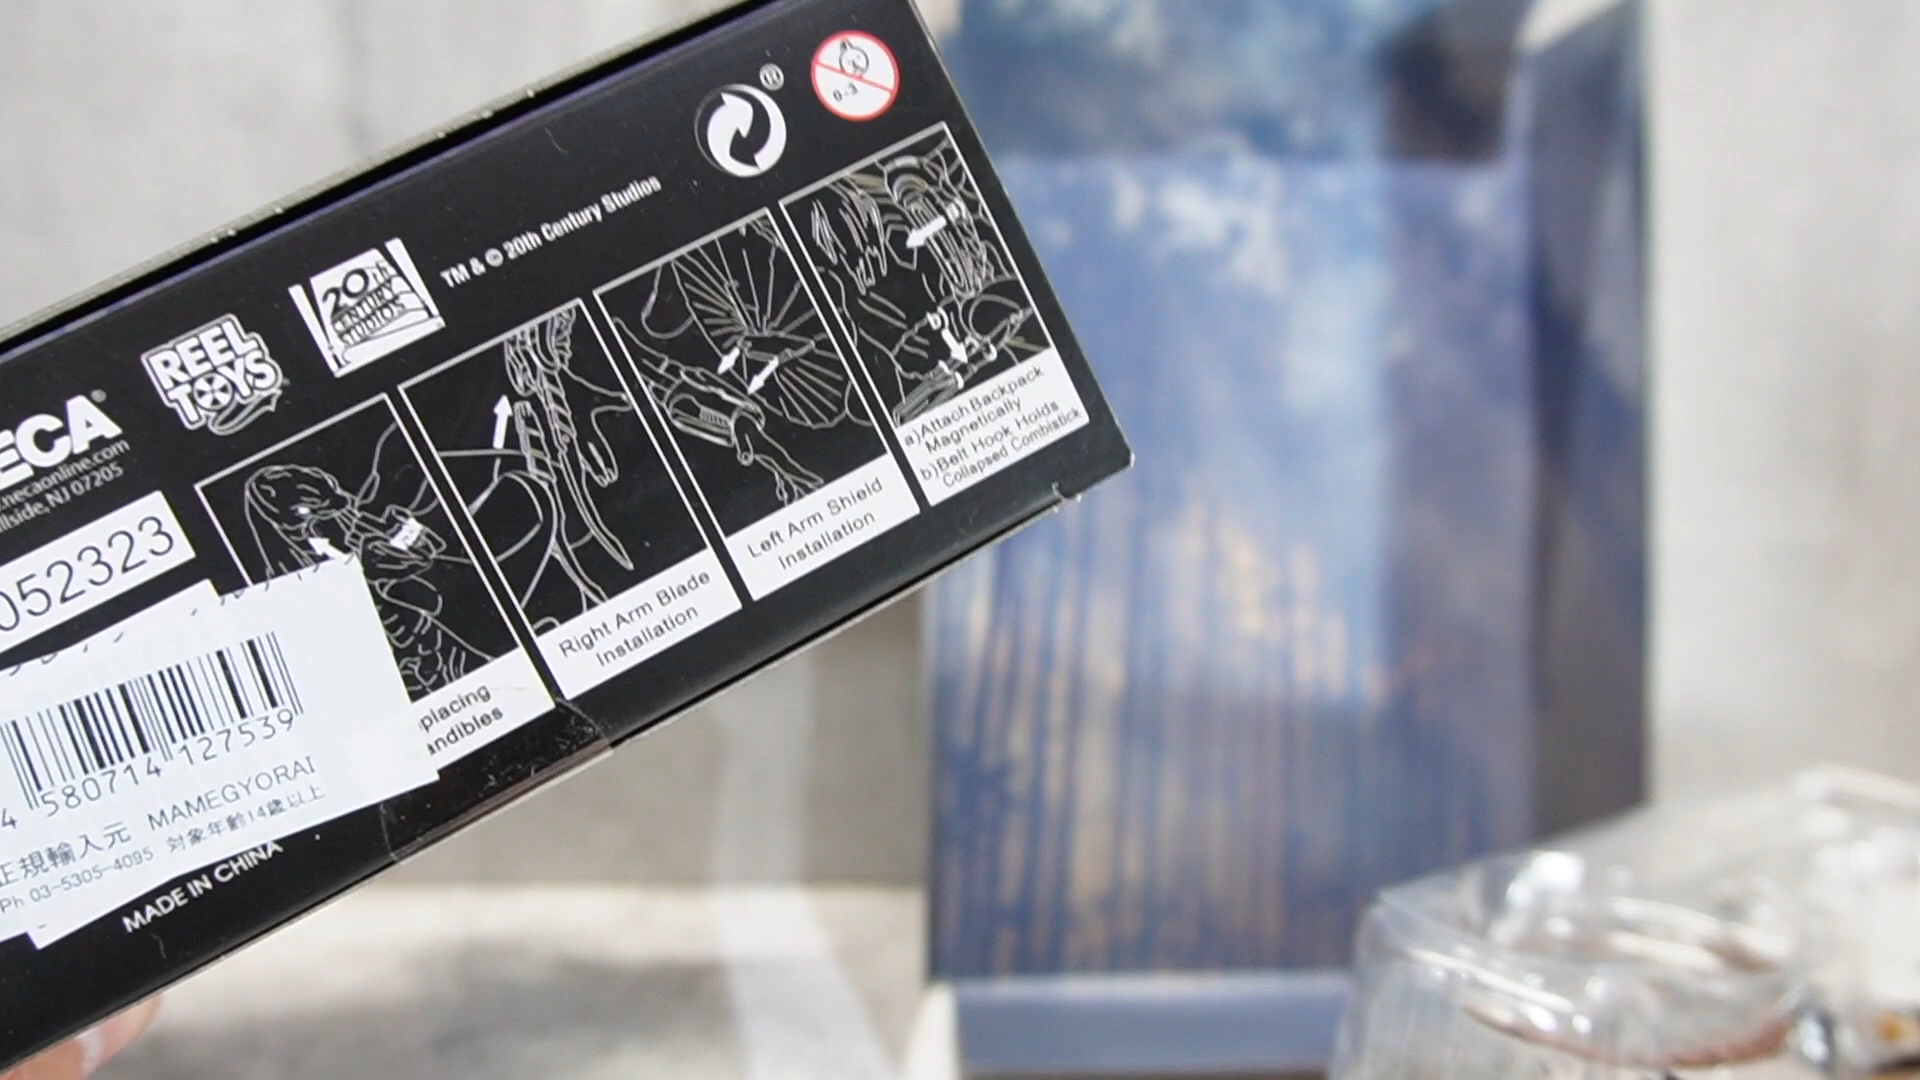 0-3
®
TM & © 20th Century Studios
20th
CENTURY
STUDIOS
REEL
TOYS
ECA®
.necaonline.com
llside, NJ 07205
052323
placing
andibles
Right Arm Blade
Installation
Left Arm Shield
Installation
a)Attach Backpack
Magnetically
b)Belt Hook Holds
Collapsed Combistick
a)
b)
4 580714 127539
正規輸入元 MAMEGYORAI
Ph 03-5305-4095 対象年齢14歳以上
MADE IN CHINA